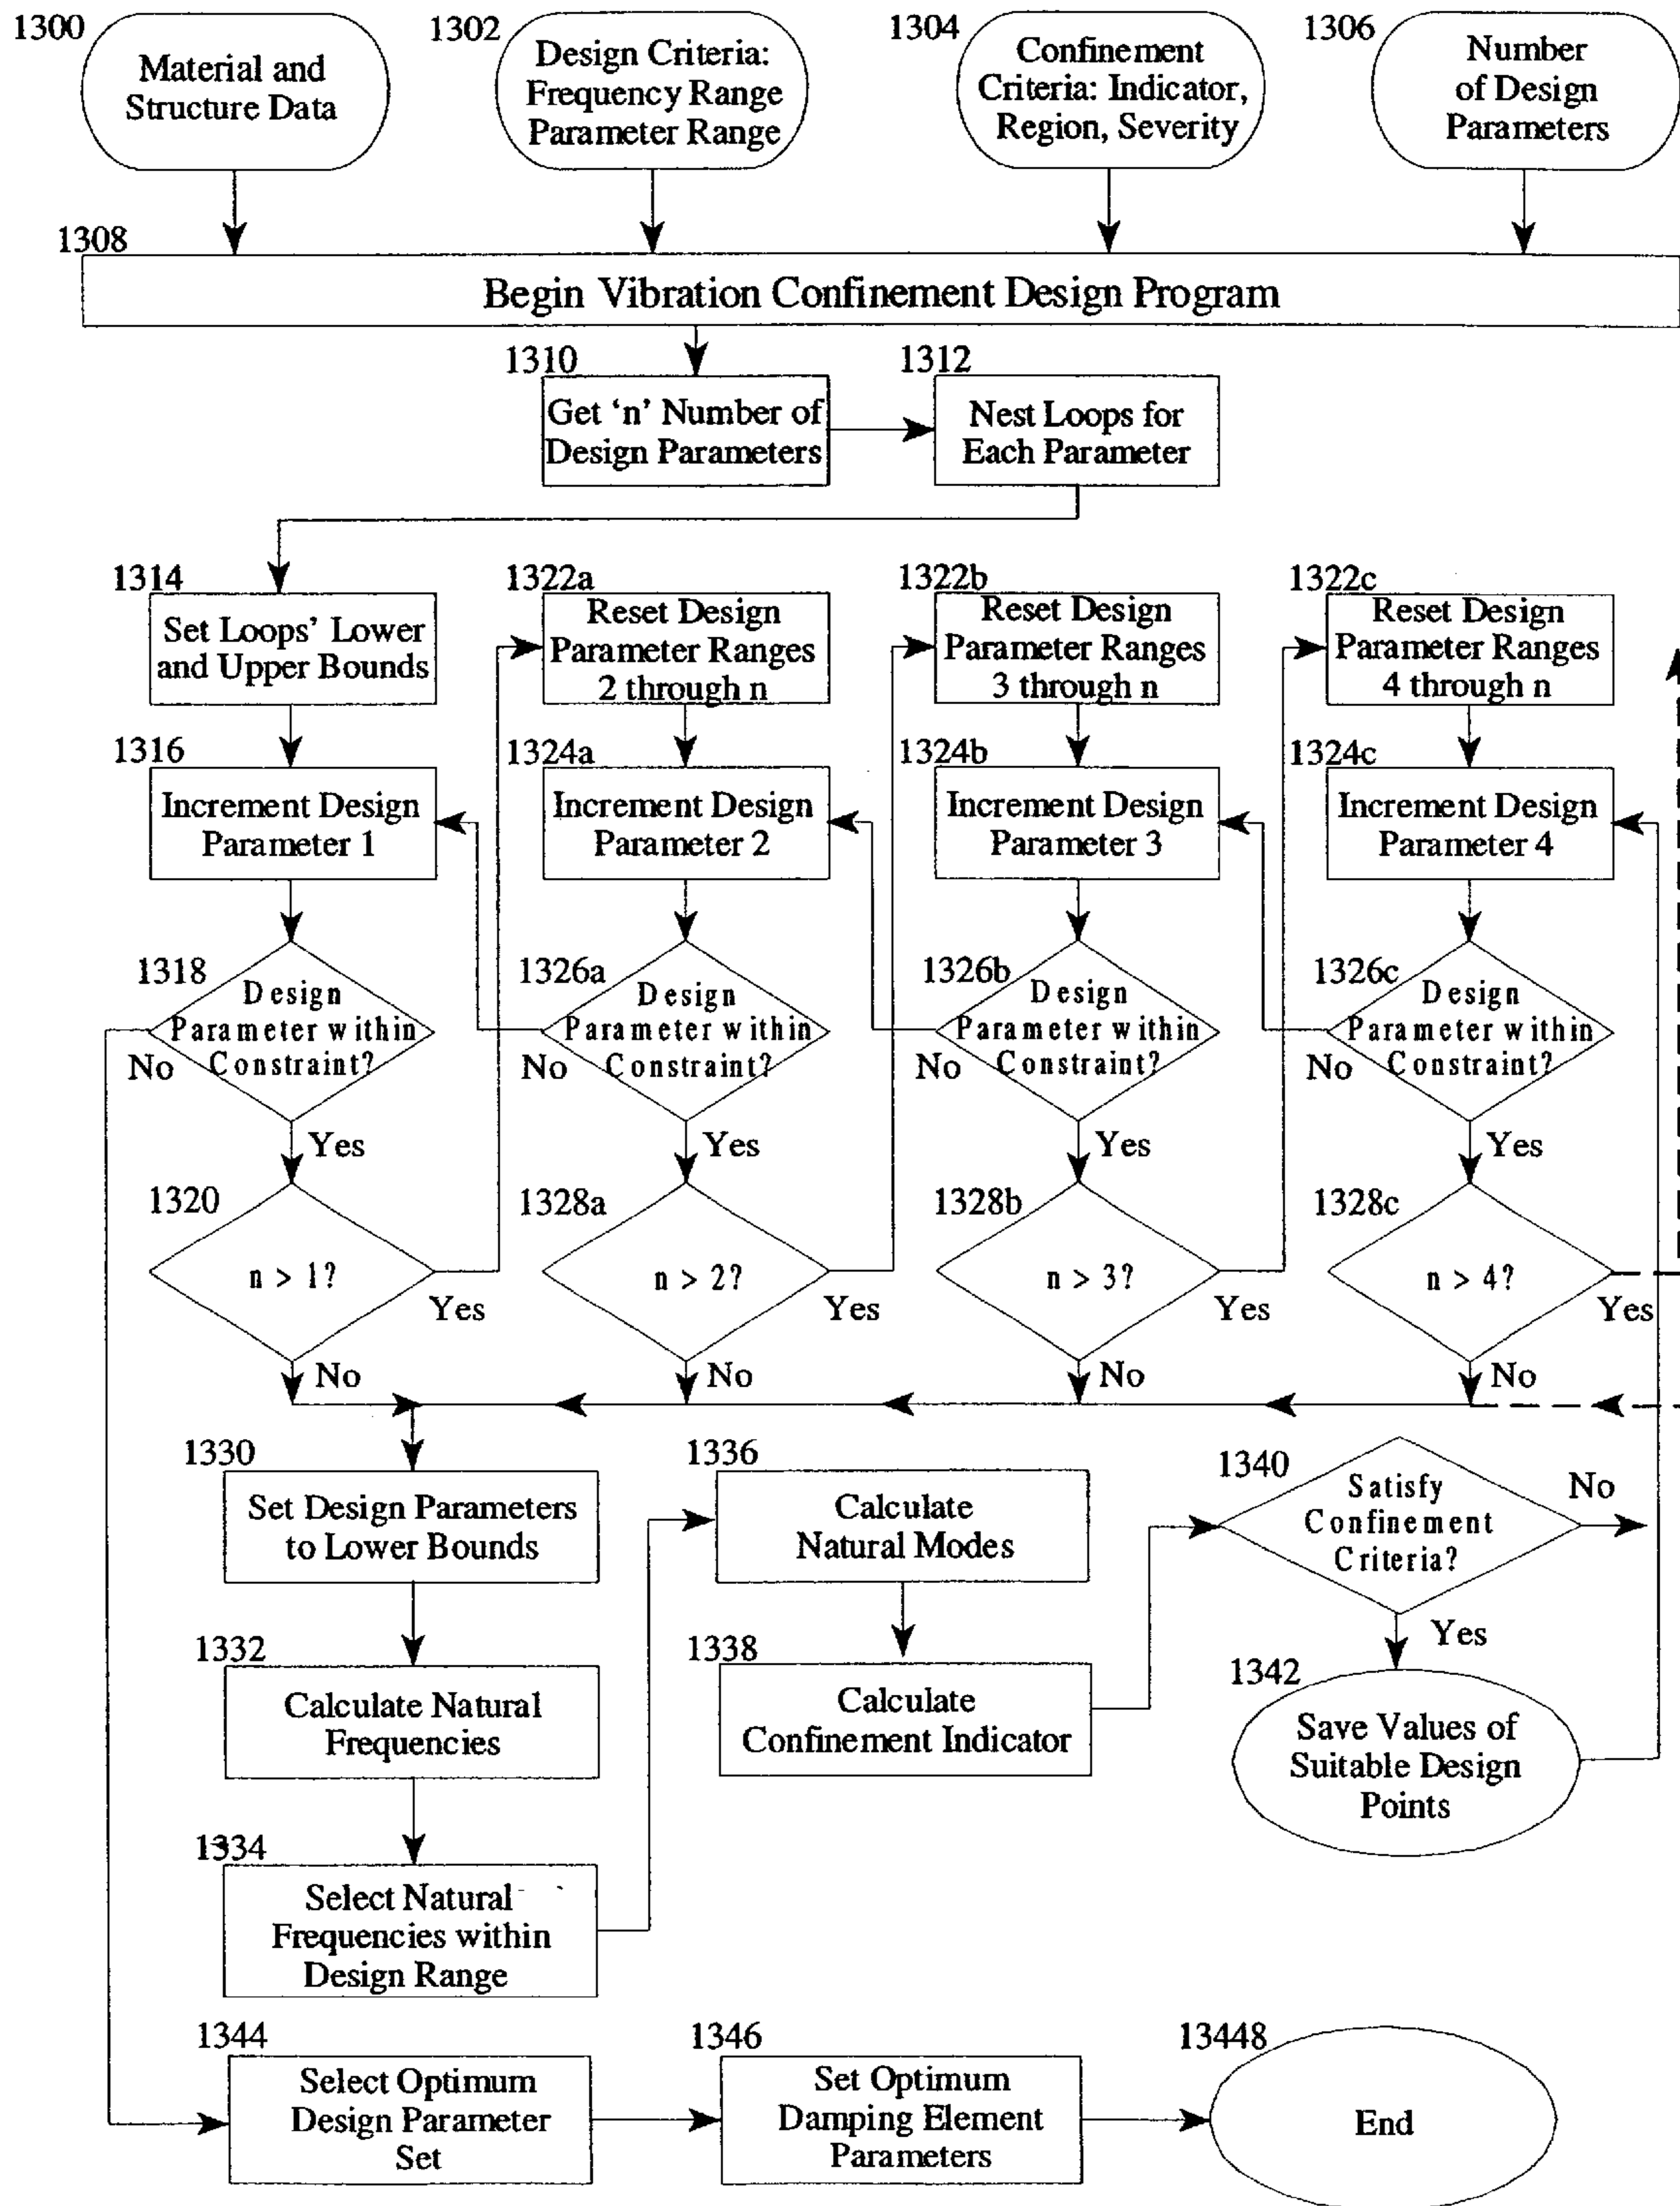 1300
Material and
Structure Data
1302
Design Criteria:
Frequency Range
Parameter Range
1304
Confinement
Criteria: Indicator,
Region, Severity
1306
Number
of Design
Parameters
1308
Begin Vibration Confinement Design Program
1310
Get ‘n’ Number of
Design Parameters
1312
Nest Loops for
Each Parameter
1314
Set Loops’ Lower
and Upper Bounds
1322a
Reset Design
Parameter Ranges
2 through n
1322b
Reset Design
Parameter Ranges
3 through n
1322c
Reset Design
Parameter Ranges
4 through n
1316
Increment Design
Parameter 1
1324a
Increment Design
Parameter 2
1324b
Increment Design
Parameter 3
1324c
Increment Design
Parameter 4
1318
Design
Parameter within
Constraint?
No
Yes
1326a
Design
Parameter within
Constraint?
No
Yes
1326b
Design
Parameter within
Constraint?
No
Yes
1326c
Design
Parameter within
Constraint?
No
Yes
1320
n > 1?
Yes
No
1328a
n > 2?
Yes
No
1328b
n > 3?
Yes
No
1328c
n > 4?
Yes
No
1330
Set Design Parameters
to Lower Bounds
1336
Calculate
Natural Modes
1340
Satisfy
Confinement
Criteria?
No
Yes
1332
Calculate Natural
Frequencies
1338
Calculate
Confinement Indicator
1342
Save Values of
Suitable Design
Points
1334
Select Natural
Frequencies within
Design Range
1344
Select Optimum
Design Parameter
Set
1346
Set Optimum
Damping Element
Parameters
13448
End